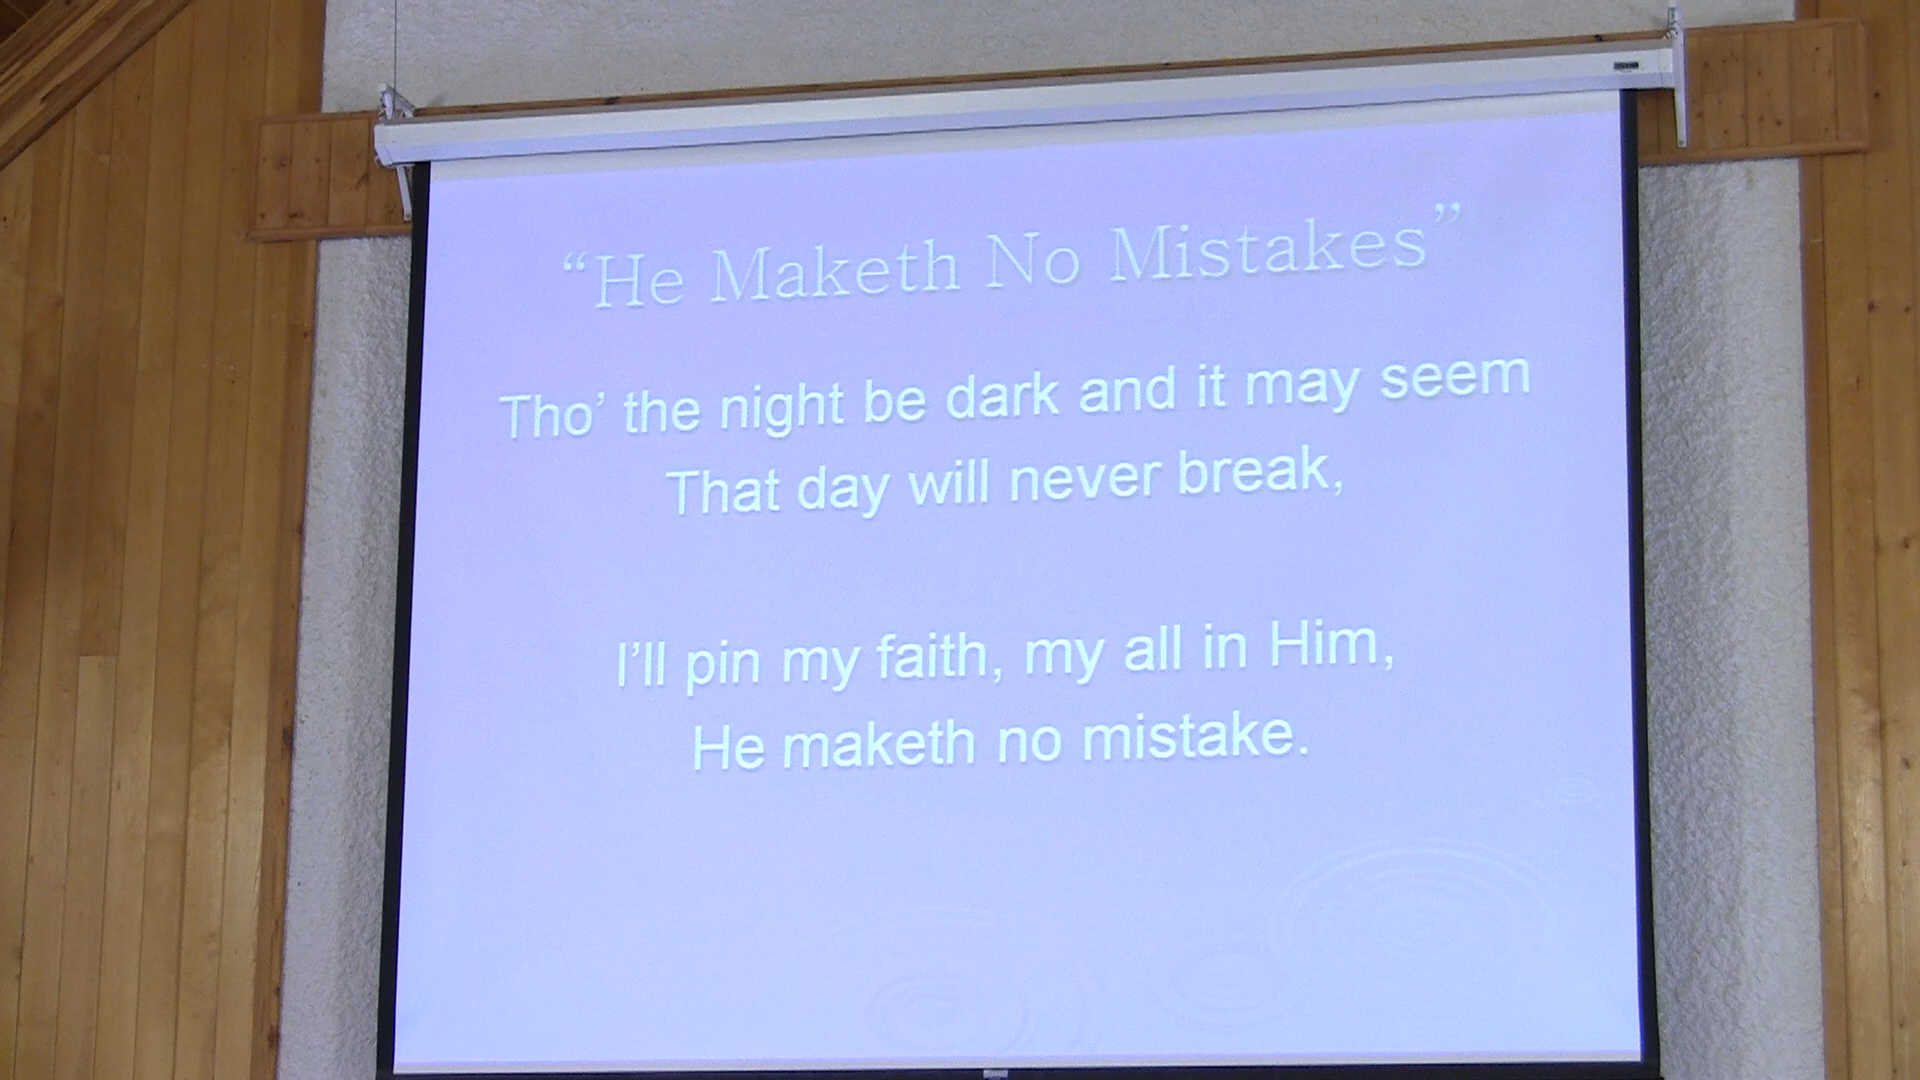 “He Maketh No Mistakes”
Tho’ the night be dark and it may seem
That day will never break,
I’ll pin my faith, my all in Him,
He maketh no mistake.